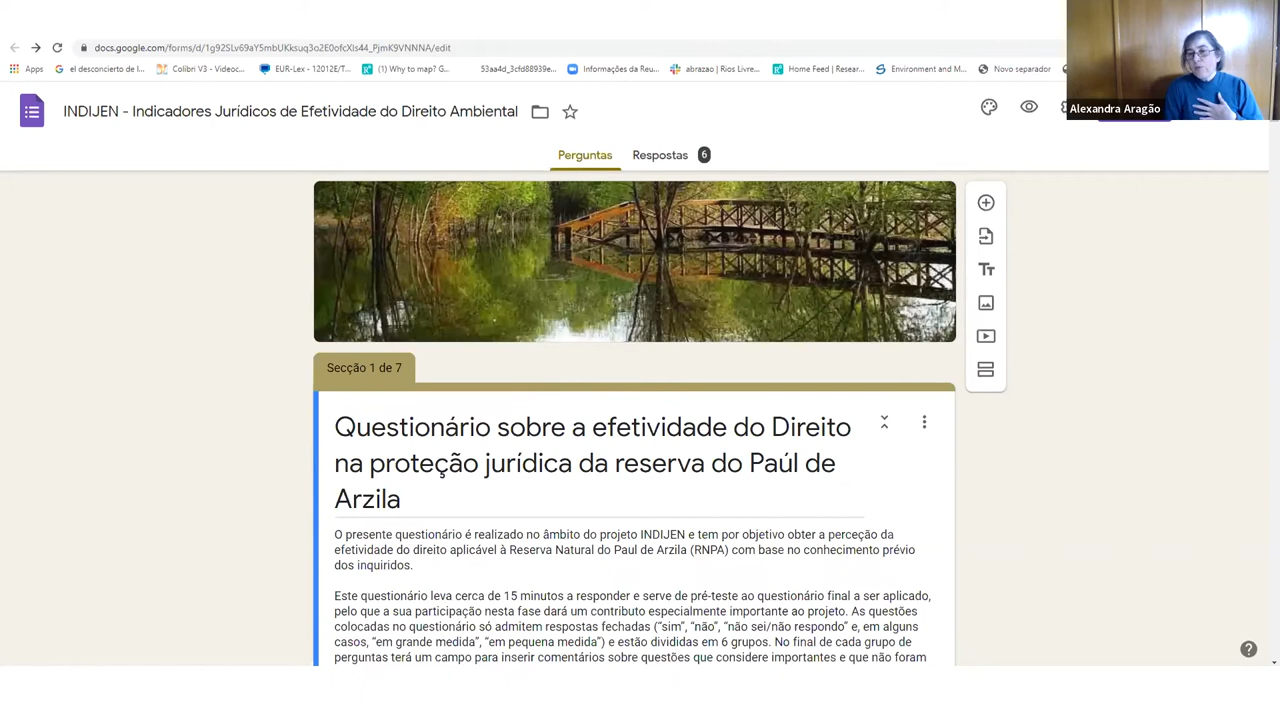 docs.google.com/forms/d/1g92SLv69aY5mbUKksuq3o2E0ofcXIs44_PjmK9VNNNA/edit
Apps
el desconcierto de l...
Colibri V3 - Videoc...
EUR-Lex - 12012E/T...
(1) Why to map? G...
53aa4d_3cfd88939e...
Informações da Reu...
abrazao | Rios Livre...
Home Feed | Resear...
Environment and M...
Novo separador
Alexandra Aragão
INDIJEN - Indicadores Jurídicos de Efetividade do Direito Ambiental
Perguntas
Respostas 6
Secção 1 de 7
Questionário sobre a efetividade do Direito
na proteção jurídica da reserva do Paúl de
Arzila
O presente questionário é realizado no âmbito do projeto INDIJEN e tem por objetivo obter a perceção da
efetividade do direito aplicável à Reserva Natural do Paul de Arzila (RNPA) com base no conhecimento prévio
dos inquiridos.
Este questionário leva cerca de 15 minutos a responder e serve de pré-teste ao questionário final a ser aplicado,
pelo que a sua participação nesta fase dará um contributo especialmente importante ao projeto. As questões
colocadas no questionário só admitem respostas fechadas ("sim", "não", "não sei/não respondo" e, em alguns
casos, "em grande medida", "em pequena medida") e estão divididas em 6 grupos. No final de cada grupo de
perguntas terá um campo para inserir comentários sobre questões que considere importantes e que não foram